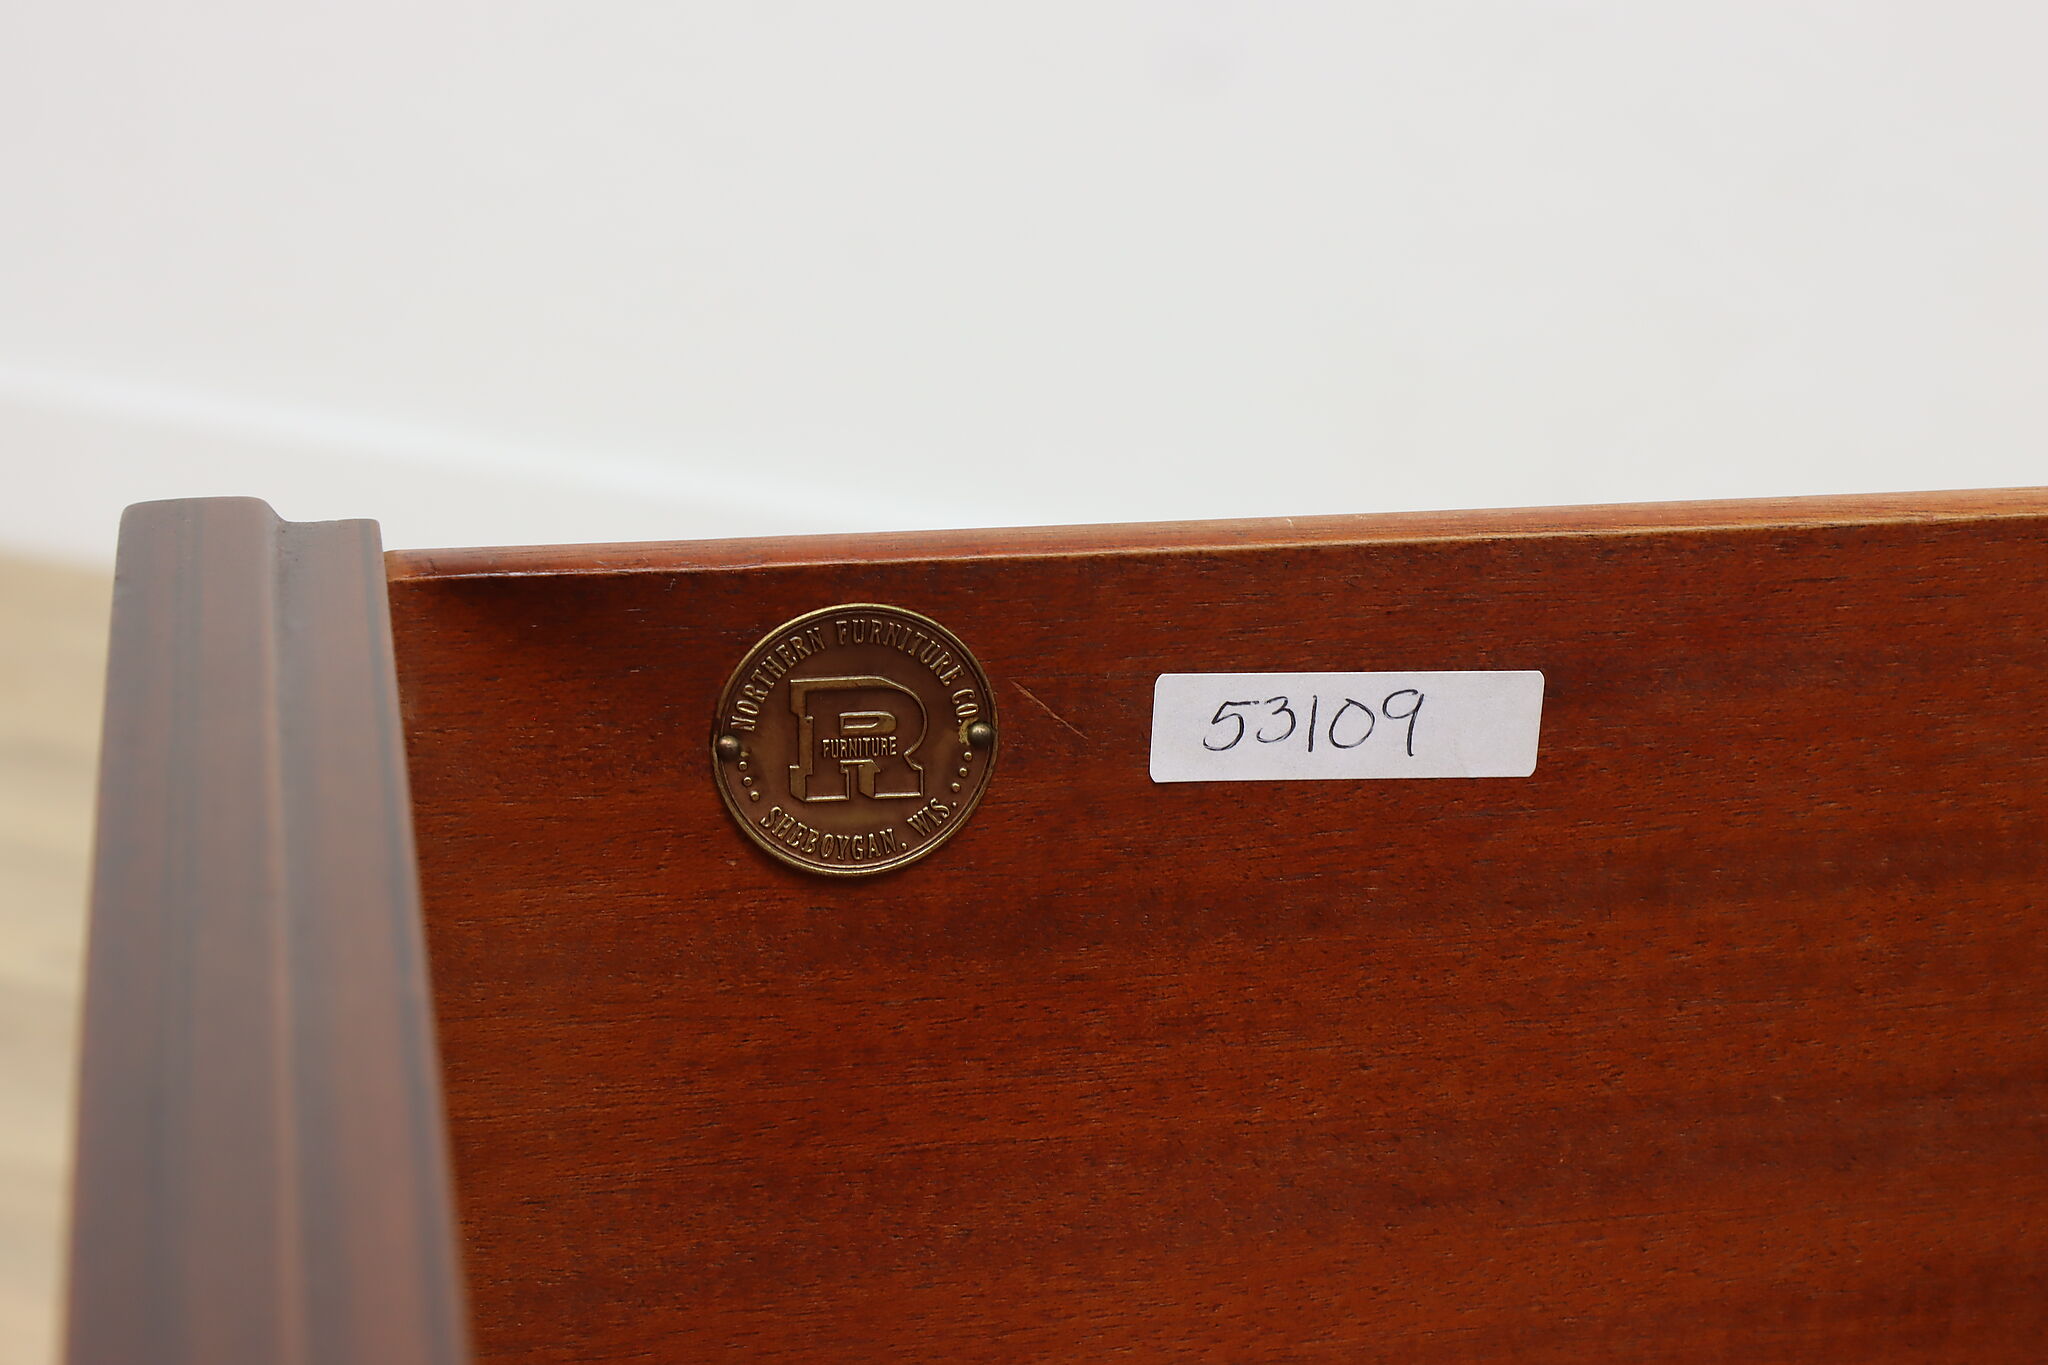 NORTHERN FURNITURE CO.
R
FURNITURE
SHEBOYGAN, WIS.
53109